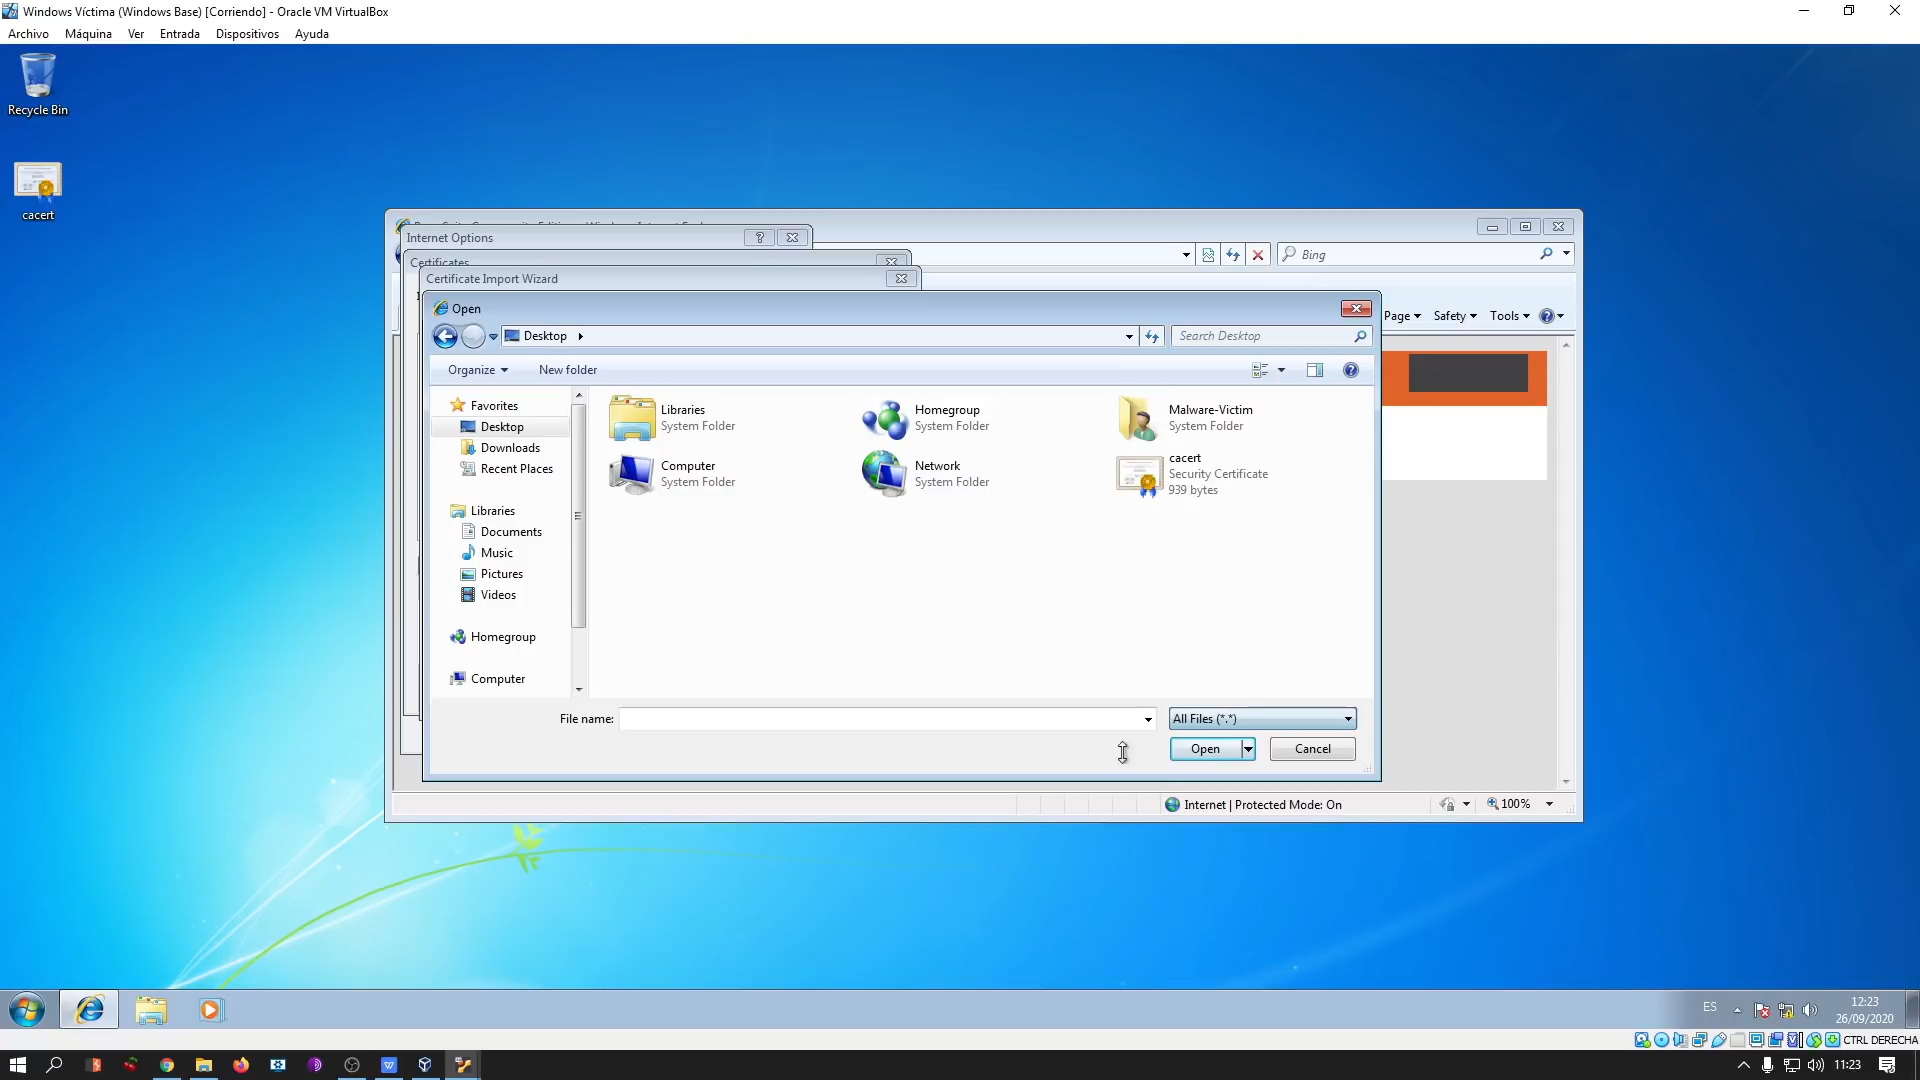 Windows Víctima (Windows Base) [Corriendo] - Oracle VM VirtualBox
Archivo Máquina Ver Entrada Dispositivos Ayuda
Recycle Bin
cacert
Internet Options
Certificates
Certificate Import Wizard
Bing
Open
Page Safety Tools
Desktop
Search Desktop
Organize New folder
Favorites
Desktop
Downloads
Recent Places
Libraries
Documents
Music
Pictures
Videos
Homegroup
Computer
Libraries
System Folder
Homegroup
System Folder
Malware-Victim
System Folder
Computer
System Folder
Network
System Folder
cacert
Security Certificate
939 bytes
File name:
All Files (*.*)
Open Cancel
Internet | Protected Mode: On
100%
ES
12:23
26/09/2020
CTRL DERECHA
11:23